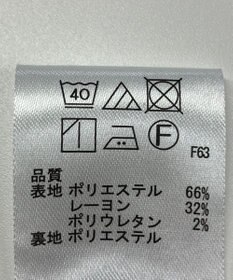 40
F
F63
品質
表地 ポリエステル 66%
レーヨン 32%
ポリウレタン 2%
裏地 ポリエステル